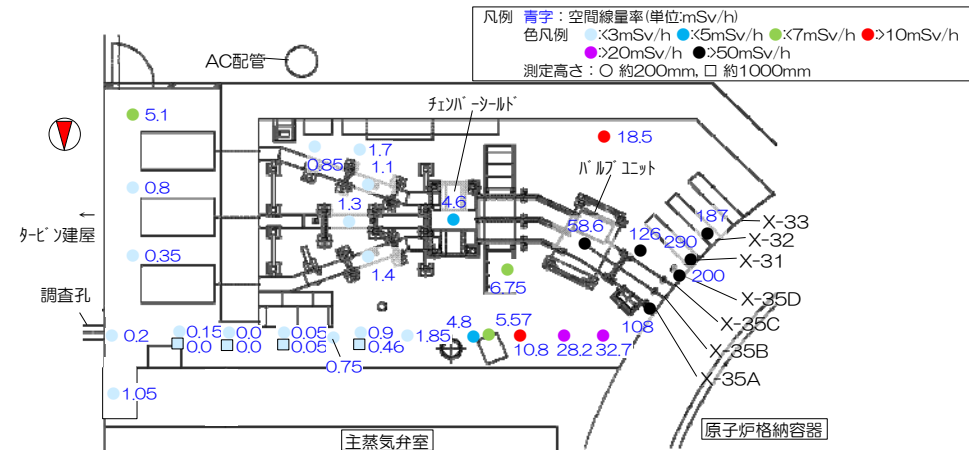 凡例 青字：空間線量率(単位:mSv/h)
色凡例 ●:<3mSv/h ●:<5mSv/h ●:<7mSv/h ●:>10mSv/h
●:>20mSv/h ●:>50mSv/h
測定高さ：○ 約200mm, □ 約1000mm
AC配管
チェンバーシールド
5.1
18.5
1.7
0.85
1.1
バルブユニット
0.8
1.3
4.6
187
X-33
←
タービン建屋
58.6
126
290
X-32
X-31
0.35
1.4
6.75
200
X-35D
調査孔
108
X-35C
0.2
0.15
0.0
0.05
0.9
1.85
4.8
5.57
0.0
0.0
0.05
0.46
10.8
28.2
32.7
X-35B
0.75
X-35A
1.05
主蒸気弁室
原子炉格納容器